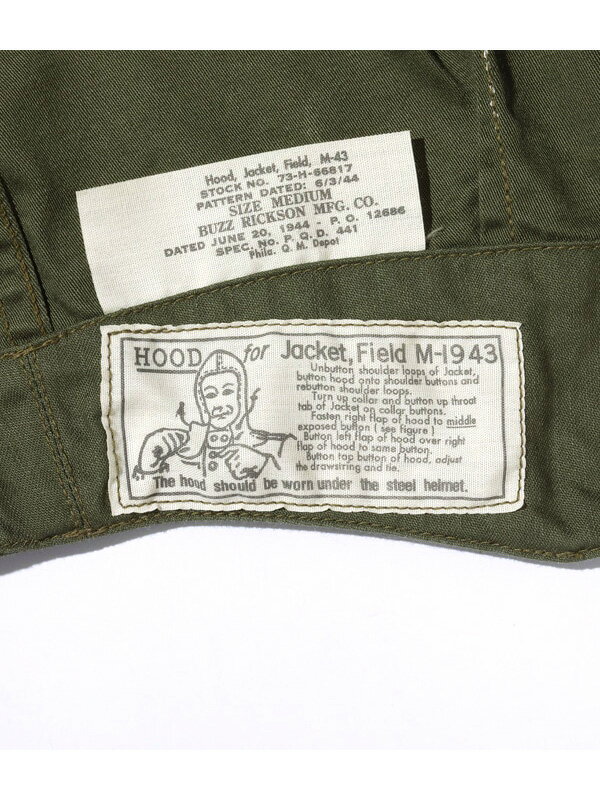 Hood, Jacket, Field, M-43
STOCK NO. 73-H-66817
PATTERN DATED: 6/3/44
SIZE MEDIUM
BUZZ RICKSON MFG. CO.
DATED JUNE 20, 1944 - P. O. 12686
SPEC. NO. P. Q. D. 441
Phila. Q. M. Depot
HOOD for Jacket, Field M-1943
Unbutton shoulder loops of Jacket,
button hood onto shoulder buttons and
rebutton shoulder loops.
Turn up collar and button up throat
tab of Jacket on collar buttons.
Fasten right flap of hood to middle
exposed button ( see figure )
Button left flap of hood over right
flap of hood to same button.
Button top button of hood, adjust
the drawstring and tie.
The hood should be worn under the steel helmet.